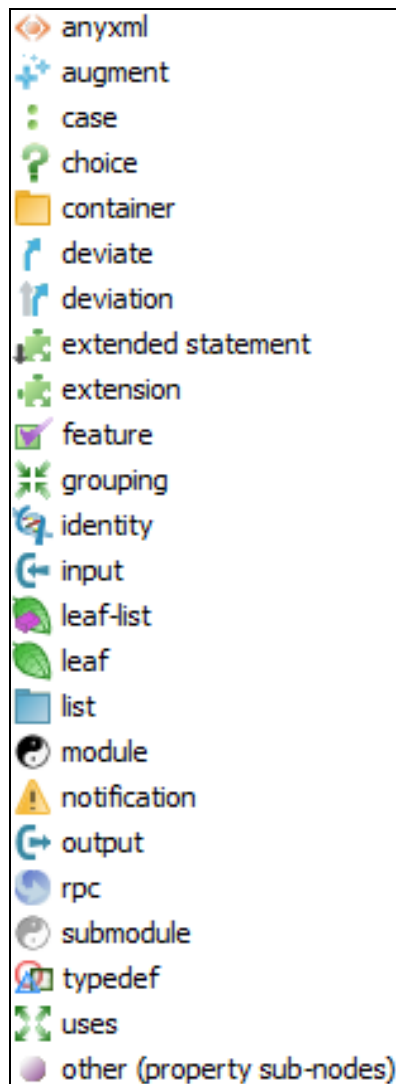 anyxml
augment
case
choice
container
deviate
deviation
extended statement
extension
feature
grouping
identity
input
leaf-list
leaf
list
module
notification
output
rpc
submodule
typedef
uses
other (property sub-nodes)